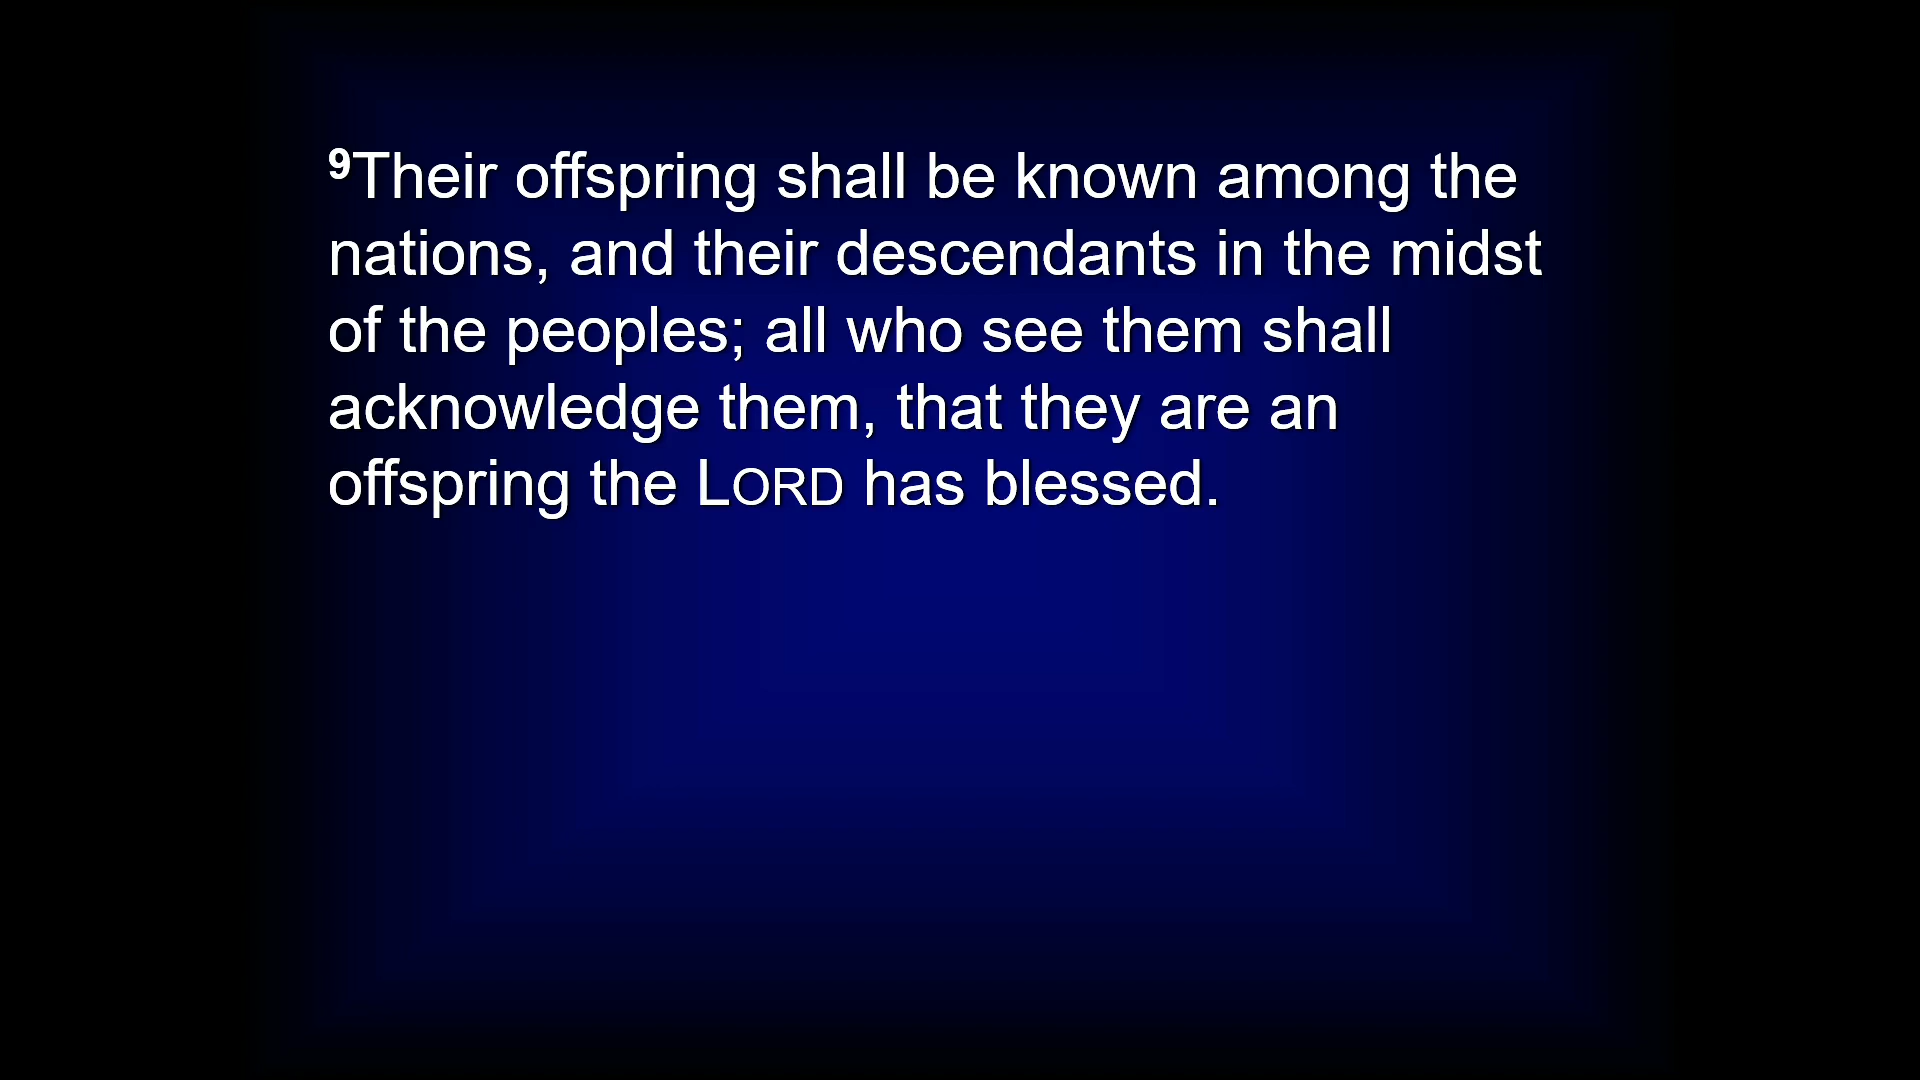 9Their offspring shall be known among the
nations, and their descendants in the midst
of the peoples; all who see them shall
acknowledge them, that they are an
offspring the LORD has blessed.